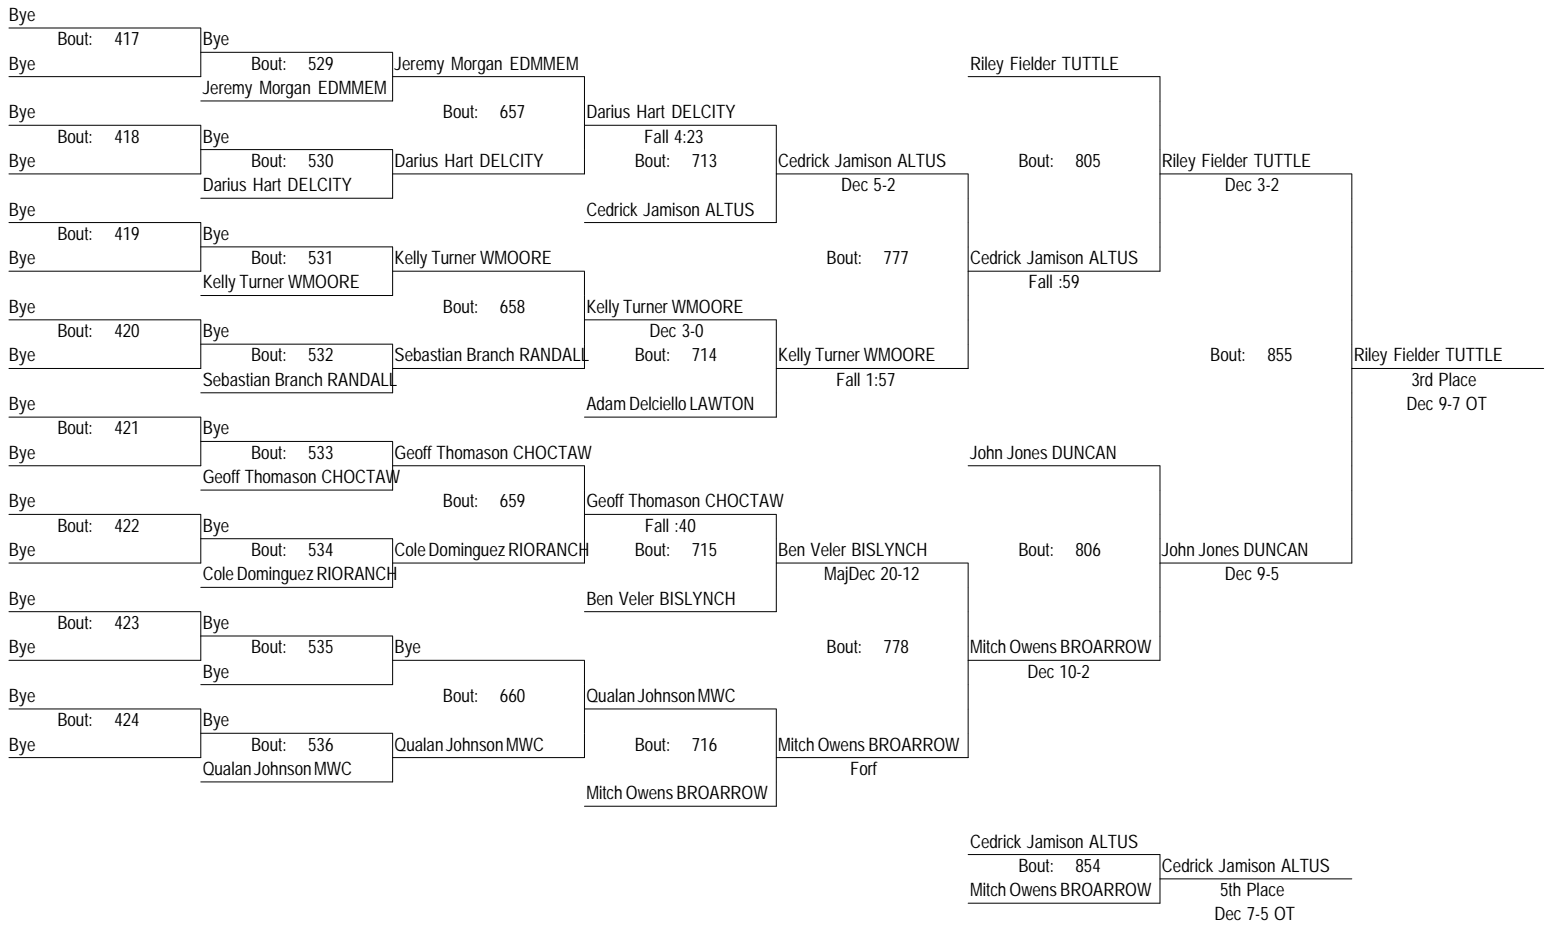 Bye
Bout: 417 Bye
Bye Bout: 529 Jeremy Morgan EDMMEM Riley Fielder TUTTLE
Jeremy Morgan EDMMEM
Bye Bout: 657 Darius Hart DELCITY
Bout: 418 Bye Fall 4:23
Bye Bout: 530 Darius Hart DELCITY Bout: 713 Cedrick Jamison ALTUS Bout: 805 Riley Fielder TUTTLE
Darius Hart DELCITY Dec 5-2 Dec 3-2
Bye Cedrick Jamison ALTUS
Bout: 419 Bye
Bye Bout: 531 Kelly Turner WMOORE Bout: 777 Cedrick Jamison ALTUS
Kelly Turner WMOORE Fall :59
Bye Bout: 658 Kelly Turner WMOORE
Bout: 420 Bye Dec 3-0
Bye Bout: 532 Sebastian Branch RANDALL Bout: 714 Kelly Turner WMOORE Bout: 855 Riley Fielder TUTTLE
Sebastian Branch RANDALL Fall 1:57 3rd Place
Bye Adam Delciello LAWTON Dec 9-7 OT
Bout: 421 Bye
Bye Bout: 533 Geoff Thomason CHOCTAW John Jones DUNCAN
Geoff Thomason CHOCTAW
Bye Bout: 659 Geoff Thomason CHOCTAW
Bout: 422 Bye Fall :40
Bye Bout: 534 Cole Dominguez RIORANCH Bout: 715 Ben Veler BISLYNCH Bout: 806 John Jones DUNCAN
Cole Dominguez RIORANCH MajDec 20-12 Dec 9-5
Bye Ben Veler BISLYNCH
Bout: 423 Bye
Bye Bout: 535 Bye Bout: 778 Mitch Owens BROARROW
Bye Dec 10-2
Bye Bout: 660 Qualan Johnson MWC
Bout: 424 Bye
Bye Bout: 536 Qualan Johnson MWC Bout: 716 Mitch Owens BROARROW
Qualan Johnson MWC Forf
Mitch Owens BROARROW
Cedrick Jamison ALTUS
Bout: 854 Cedrick Jamison ALTUS
Mitch Owens BROARROW 5th Place
Dec 7-5 OT